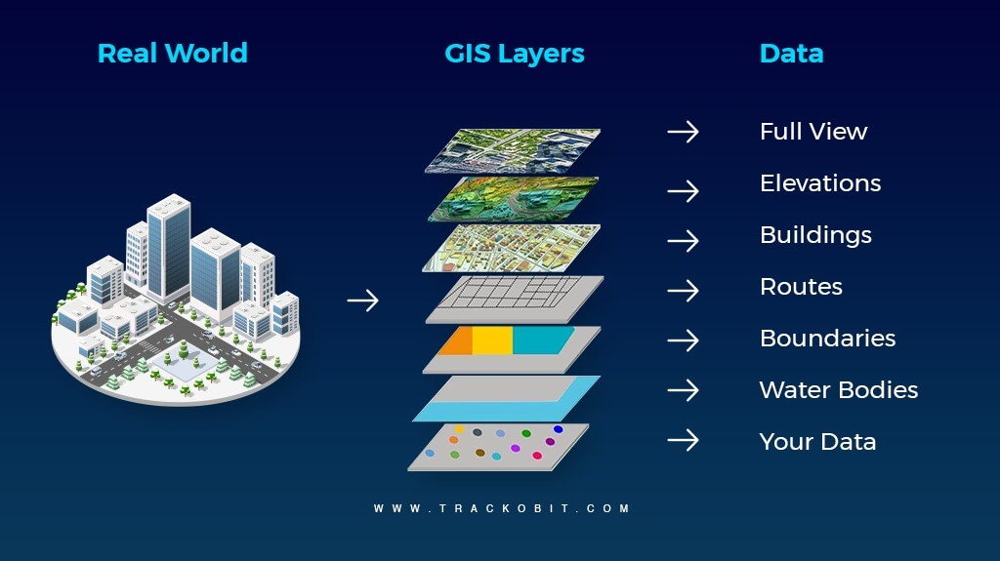 Real World
GIS Layers
Data
Full View
Elevations
Buildings
Routes
Boundaries
Water Bodies
Your Data
WWW.TRACKOBIT.COM